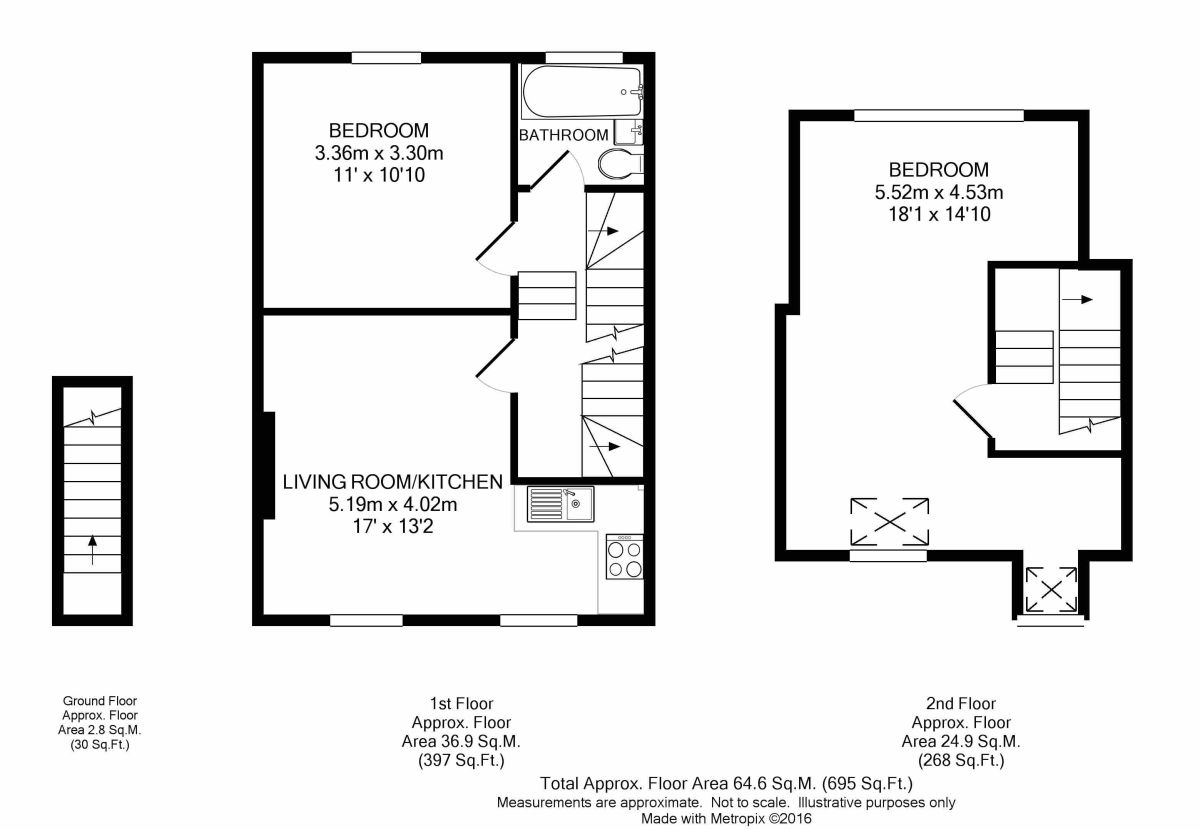 BEDROOM
3.36m x 3.30m
11' x 10'10
BATHROOM
BEDROOM
5.52m x 4.53m
18'1 x 14'10
LIVING ROOM/KITCHEN
5.19m x 4.02m
17' x 13'2
Ground Floor
Approx. Floor
Area 2.8 Sq.M.
(30 Sq.Ft.)
1st Floor
Approx. Floor
Area 36.9 Sq.M.
(397 Sq.Ft.)
2nd Floor
Approx. Floor
Area 24.9 Sq.M.
(268 Sq.Ft.)
Total Approx. Floor Area 64.6 Sq.M. (695 Sq.Ft.)
Measurements are approximate. Not to scale. Illustrative purposes only
Made with Metropix ©2016